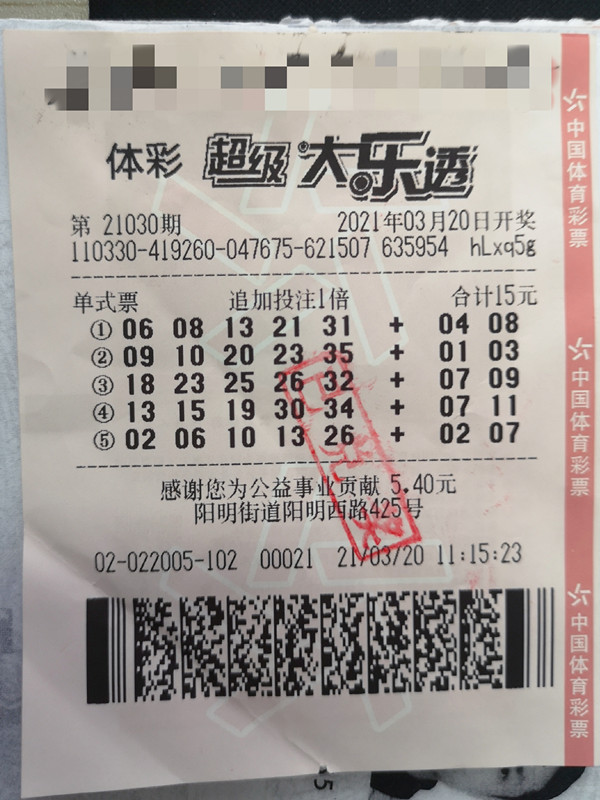 体彩 超级大乐透
第 21030期 2021年03月20日开奖
110330-419260-047675-621507 635954 hLxq5g
单式票 追加投注1倍 合计15元
① 06 08 13 21 31 + 04 08
② 09 10 20 23 35 + 01 03
③ 18 23 25 26 32 + 07 09
④ 13 15 19 30 34 + 07 11
⑤ 02 06 10 13 26 + 02 07
已兑奖
感谢您为公益事业贡献 5.40元
阳明街道阳明西路425号
02-022005-102 00021 21/03/20 11:15:23
中国体育彩票
中国体育彩票
中国体育彩票